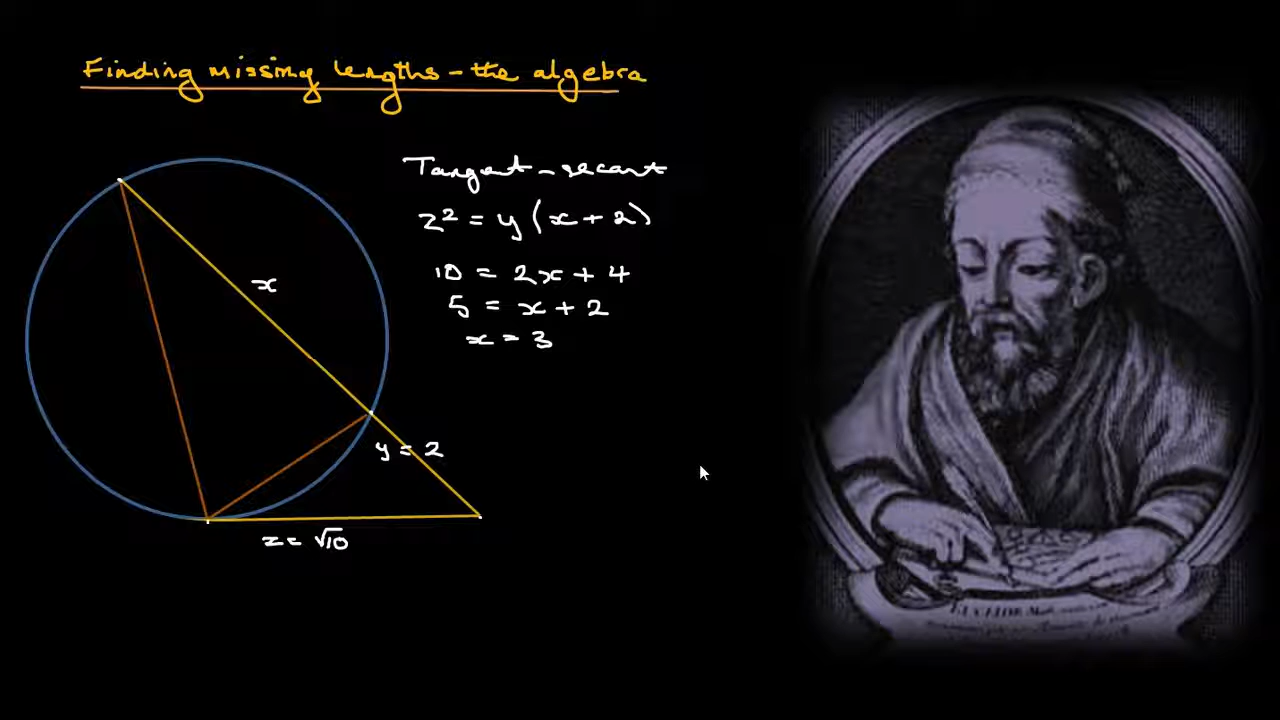 Finding missing lengths - the algebra
Tangent - secant
z² = y(x + 2)
10 = 2x + 4
5 = x + 2
x = 3
x
y = 2
z = √10